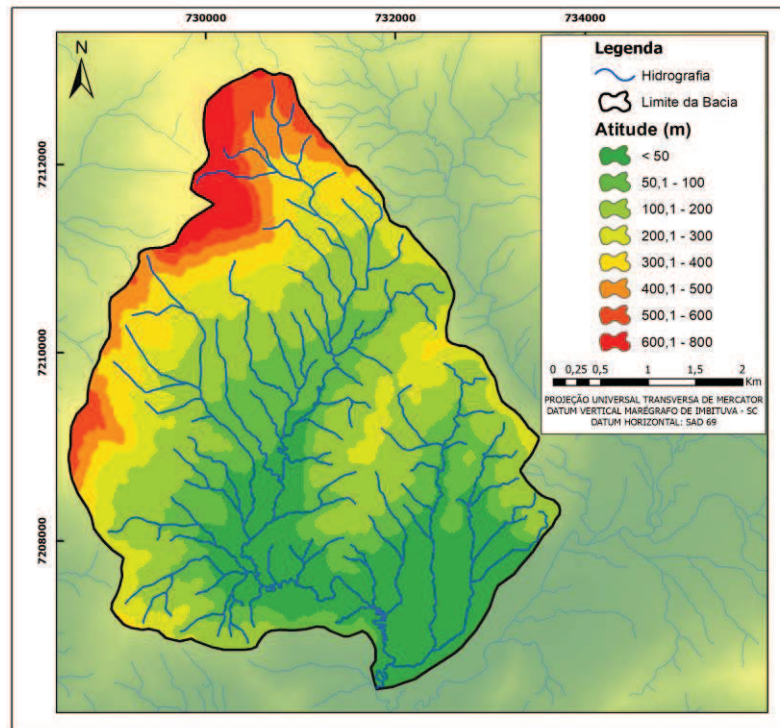 730000 732000 734000
N
7212000
7210000
7208000
Legenda
Hidrografia
Limite da Bacia
Atitude (m)
< 50
50,1 - 100
100,1 - 200
200,1 - 300
300,1 - 400
400,1 - 500
500,1 - 600
600,1 - 800
0 0,25 0,5 1 1,5 2
Km
PROJEÇÃO UNIVERSAL TRANSVERSA DE MERCATOR
DATUM VERTICAL MARÉGRAFO DE IMBITUVA - SC
DATUM HORIZONTAL: SAD 69